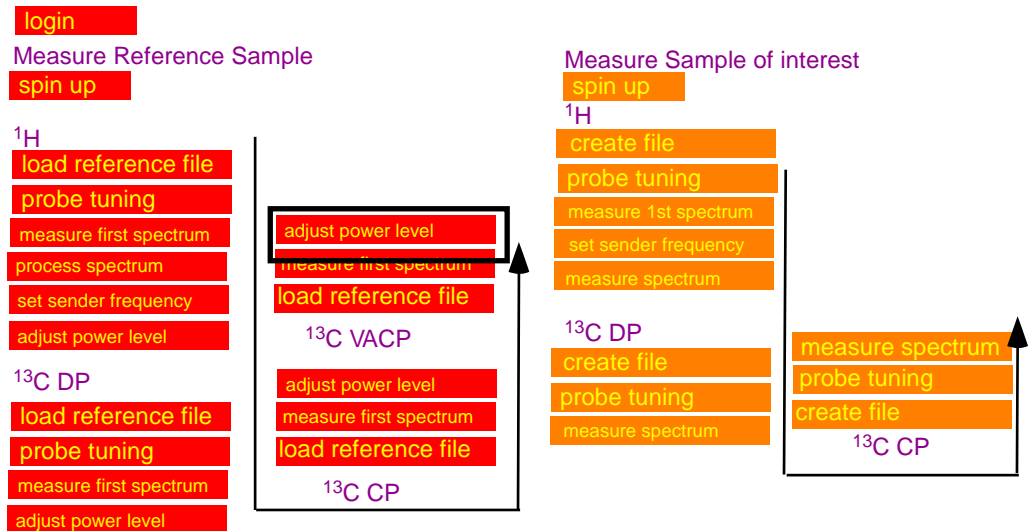 login
Measure Reference Sample
spin up
¹H
load reference file
probe tuning
measure first spectrum
process spectrum
set sender frequency
adjust power level
¹³C DP
load reference file
probe tuning
measure first spectrum
adjust power level
adjust power level
measure first spectrum
load reference file
¹³C VACP
adjust power level
measure first spectrum
load reference file
¹³C CP
Measure Sample of interest
spin up
¹H
create file
probe tuning
measure 1st spectrum
set sender frequency
measure spectrum
¹³C DP
create file
probe tuning
measure spectrum
measure spectrum
probe tuning
create file
¹³C CP